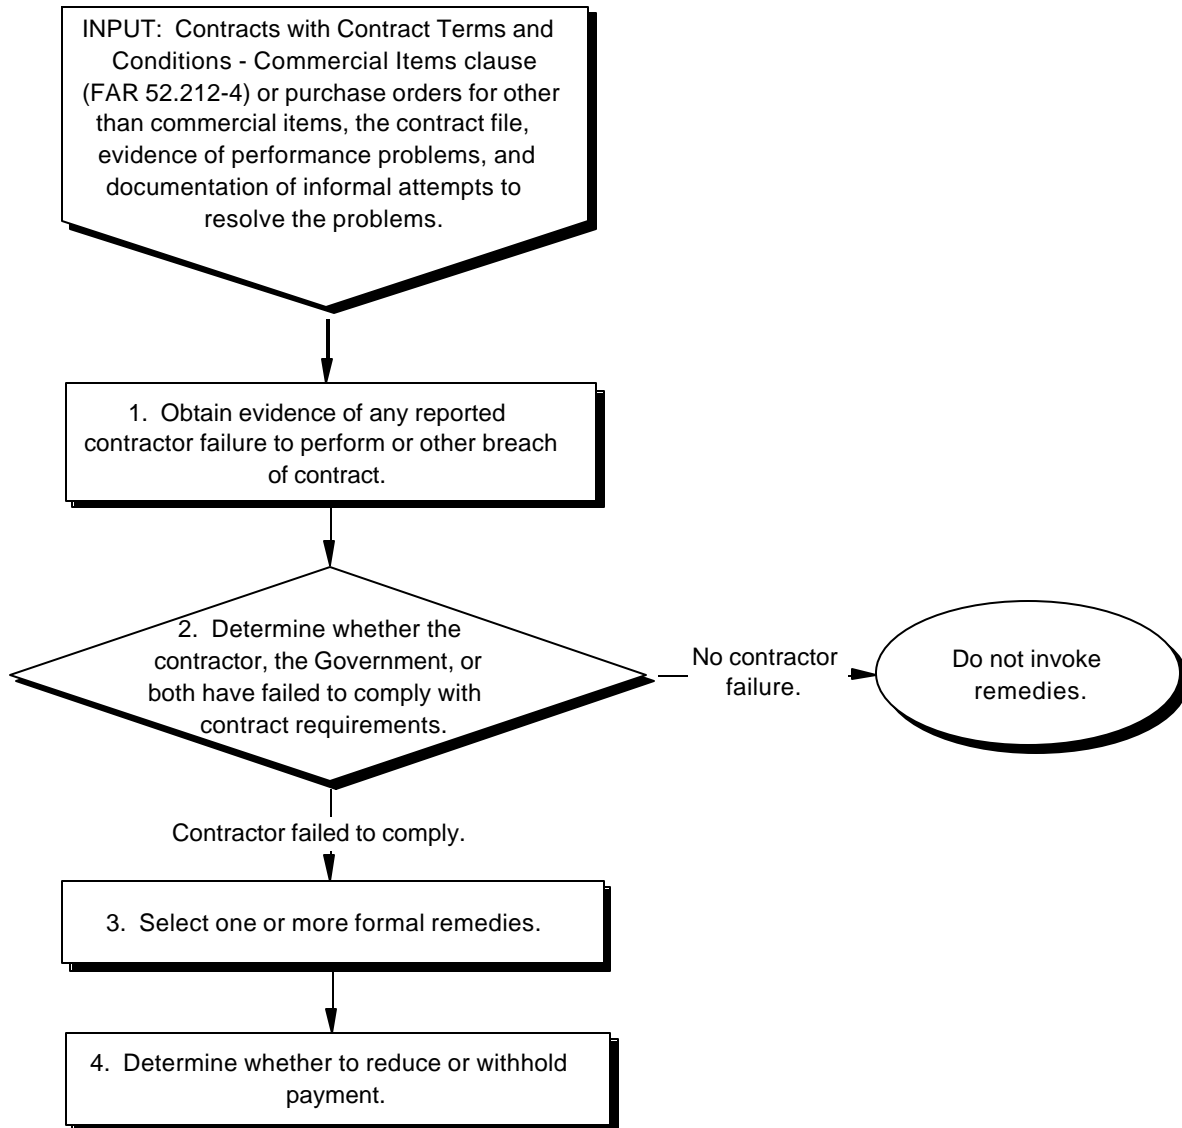 INPUT:  Contracts with Contract Terms and
Conditions - Commercial Items clause
(FAR 52.212-4) or purchase orders for other
than commercial items, the contract file,
evidence of performance problems, and
documentation of informal attempts to
resolve the problems.
1.  Obtain evidence of any reported
contractor failure to perform or other breach
of contract.
2.  Determine whether the
contractor, the Government, or
both have failed to comply with
contract requirements.
No contractor
failure.
Do not invoke
remedies.
Contractor failed to comply.
3.  Select one or more formal remedies.
4.  Determine whether to reduce or withhold
payment.